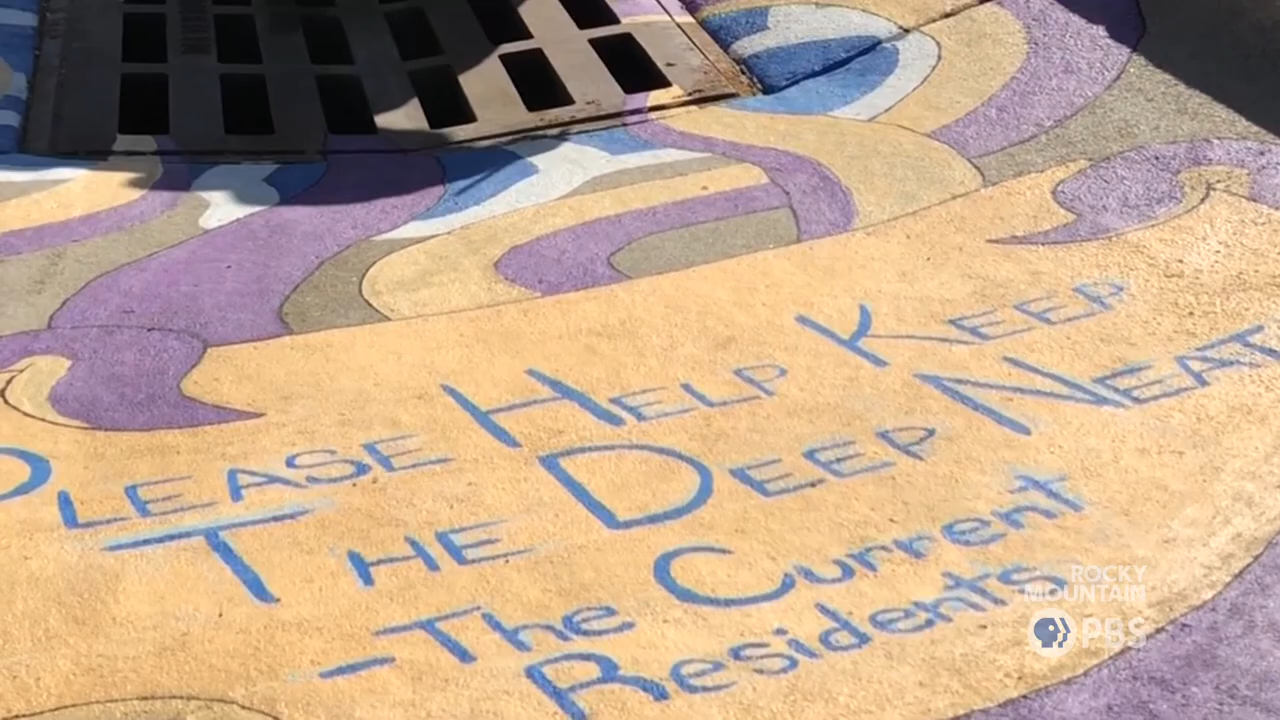 PLEASE HELP KEEP
THE DEEP NEAT
-The Current
Residents
ROCKY
MOUNTAIN
PBS